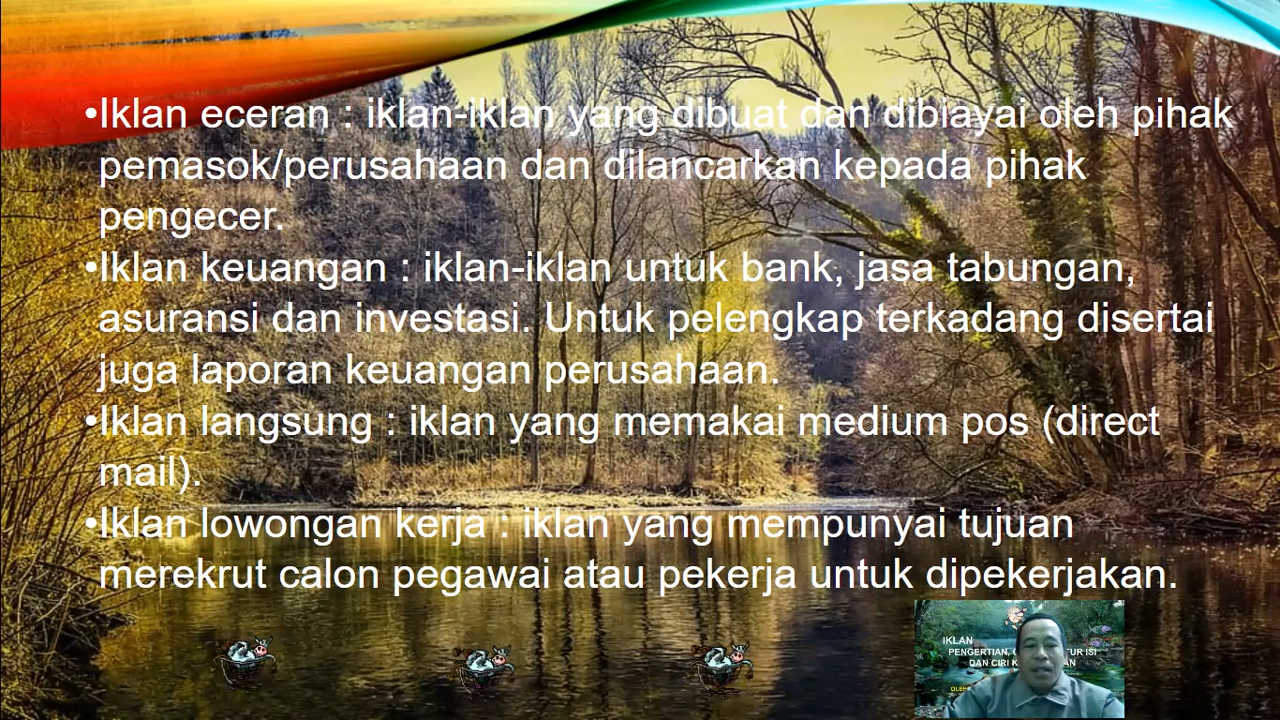 •Iklan eceran : iklan-iklan yang dibuat dan dibiayai oleh pihak
pemasok/perusahaan dan dilancarkan kepada pihak
pengecer.
•Iklan keuangan : iklan-iklan untuk bank, jasa tabungan,
asuransi dan investasi. Untuk pelengkap terkadang disertai
juga laporan keuangan perusahaan.
•Iklan langsung : iklan yang memakai medium pos (direct
mail).
•Iklan lowongan kerja : iklan yang mempunyai tujuan
merekrut calon pegawai atau pekerja untuk dipekerjakan.
IKLAN
PENGERTIAN,
DAN CIRI
OLEH